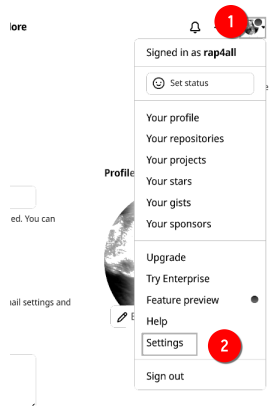 lore
1
Signed in as rap4all
Set status
Your profile
Your repositories
Your projects
Profile
Your stars
Your gists
ed. You can
Your sponsors
Upgrade
Try Enterprise
Feature preview
ail settings and
Help
Settings
2
Sign out